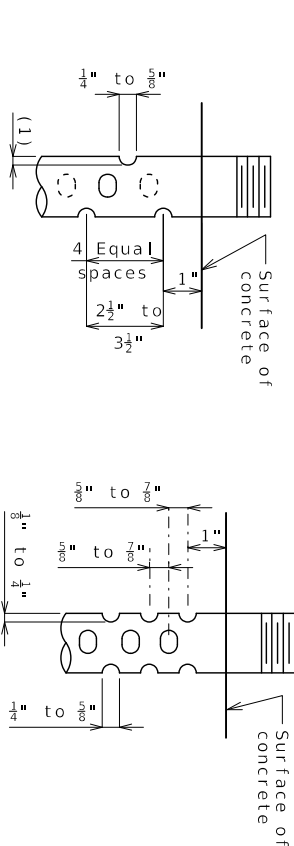 ¼" to ⅝"
(1)
4 Equal
spaces
1"
2½" to
3½"
Surface of
concrete
⅝" to ⅞"
1"
⅝" to ⅞"
⅛" to ¼"
¼" to ⅝"
Surface of
concrete